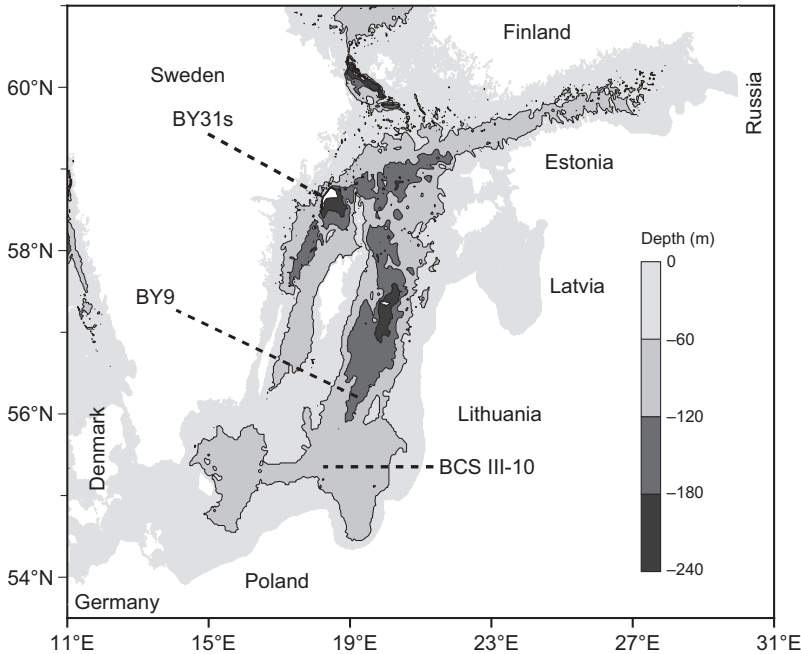 Finland
Sweden
60°N
Russia
BY31s
Estonia
58°N
Depth (m)
0
Latvia
BY9
–60
56°N
Lithuania
–120
Denmark
BCS III-10
–180
–240
54°N
Poland
Germany
11°E
15°E
19°E
23°E
27°E
31°E